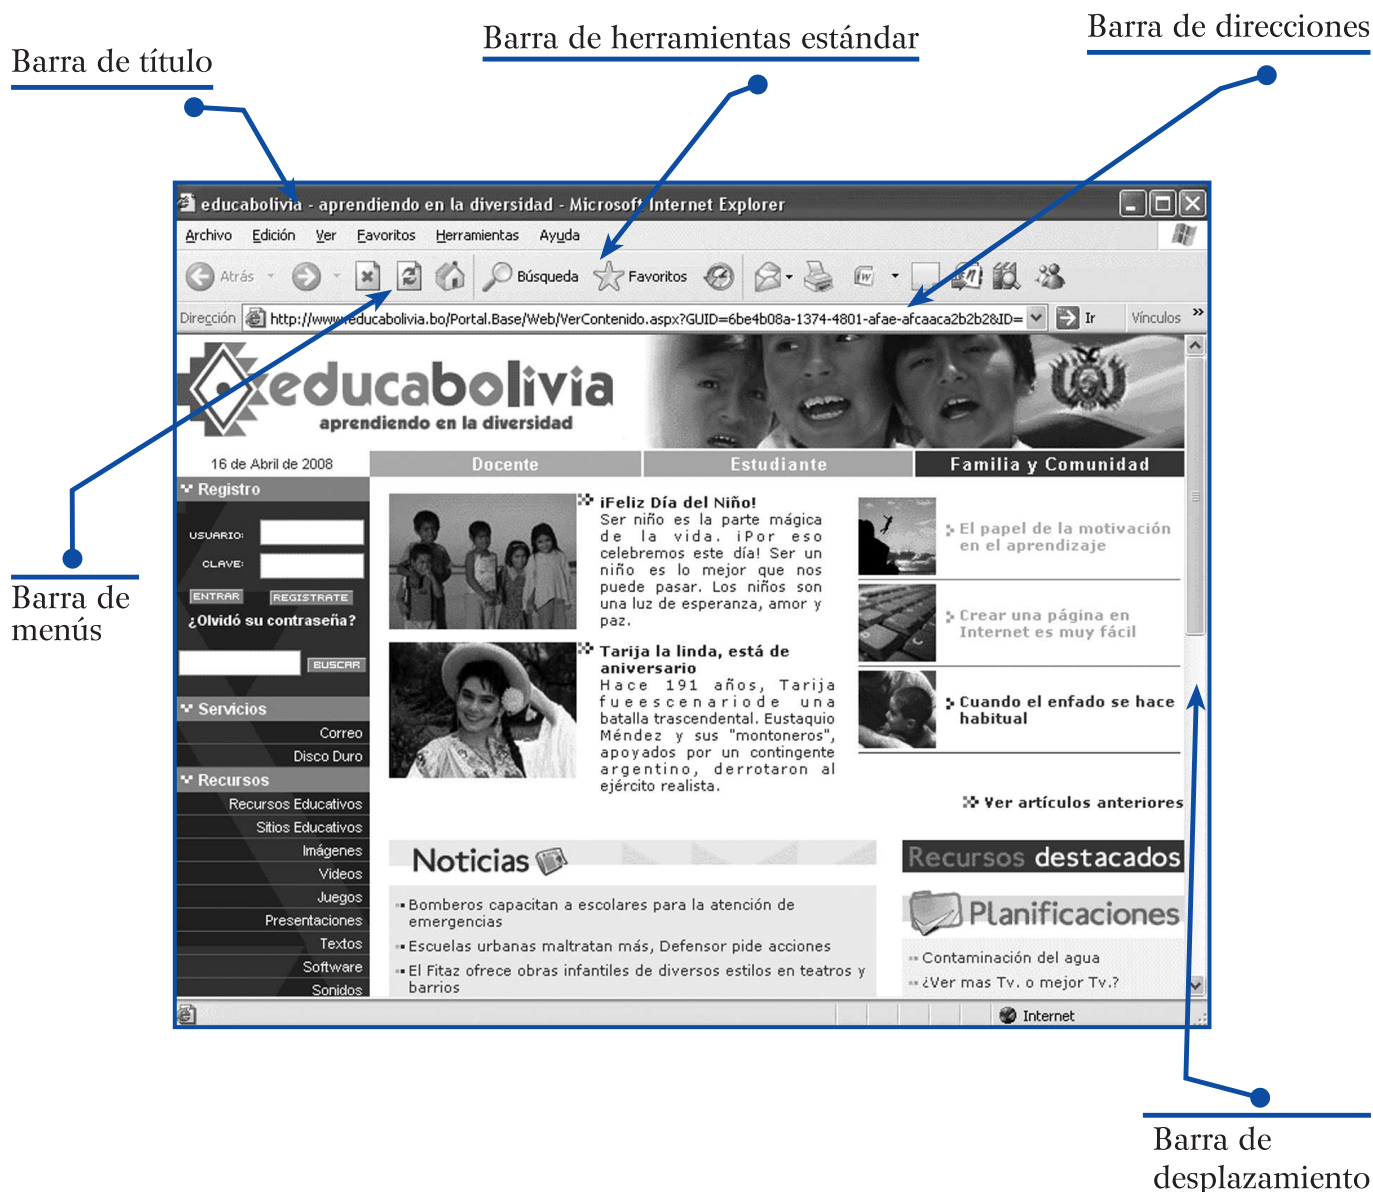 Barra de título
Barra de herramientas estándar
Barra de direcciones
educabolivia - aprendiendo en la diversidad - Microsoft Internet Explorer
Archivo Edición Ver Favoritos Herramientas Ayuda
Atrás Búsqueda Favoritos
Dirección http://www.educabolivia.bo/Portal.Base/Web/VerContenido.aspx?GUID=6be4b08a-1374-4801-afae-afcaaca2b2b2&ID= Ir Vínculos »
educabolivia
aprendiendo en la diversidad
16 de Abril de 2008
Docente Estudiante Familia y Comunidad
Registro
USUARIO:
CLAVE:
ENTRAR REGISTRATE
¿Olvidó su contraseña?
BUSCAR
Servicios
Correo
Disco Duro
Recursos
Recursos Educativos
Sitios Educativos
Imágenes
Videos
Juegos
Presentaciones
Textos
Software
Sonidos
¡Feliz Día del Niño!
Ser niño es la parte mágica
de la vida. ¡Por eso
celebremos este día! Ser un
niño es lo mejor que nos
puede pasar. Los niños son
una luz de esperanza, amor y
paz.
Tarija la linda, está de
aniversario
Hace 191 años, Tarija
fueescenariode una
batalla trascendental. Eustaquio
Méndez y sus "montoneros",
apoyados por un contingente
argentino, derrotaron al
ejército realista.
El papel de la motivación
en el aprendizaje
Crear una página en
Internet es muy fácil
Cuando el enfado se hace
habitual
Ver artículos anteriores
Noticias
Bomberos capacitan a escolares para la atención de
emergencias
Escuelas urbanas maltratan más, Defensor pide acciones
El Fitaz ofrece obras infantiles de diversos estilos en teatros y
barrios
Recursos destacados
Planificaciones
Contaminación del agua
¿Ver mas Tv. o mejor Tv.?
Internet
Barra de
menús
Barra de
desplazamiento